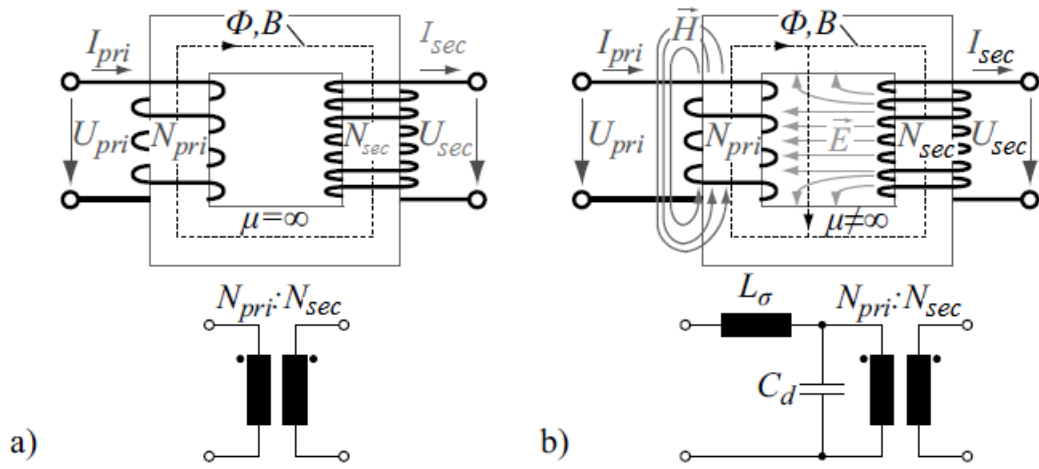 Φ,B
I_pri
I_sec
U_pri
N_pri
N_sec
U_sec
μ=∞
N_pri:N_sec
a)
H⃗
Φ,B
I_pri
I_sec
U_pri
N_pri
E⃗
N_sec
U_sec
μ≠∞
L_σ
N_pri:N_sec
C_d
b)